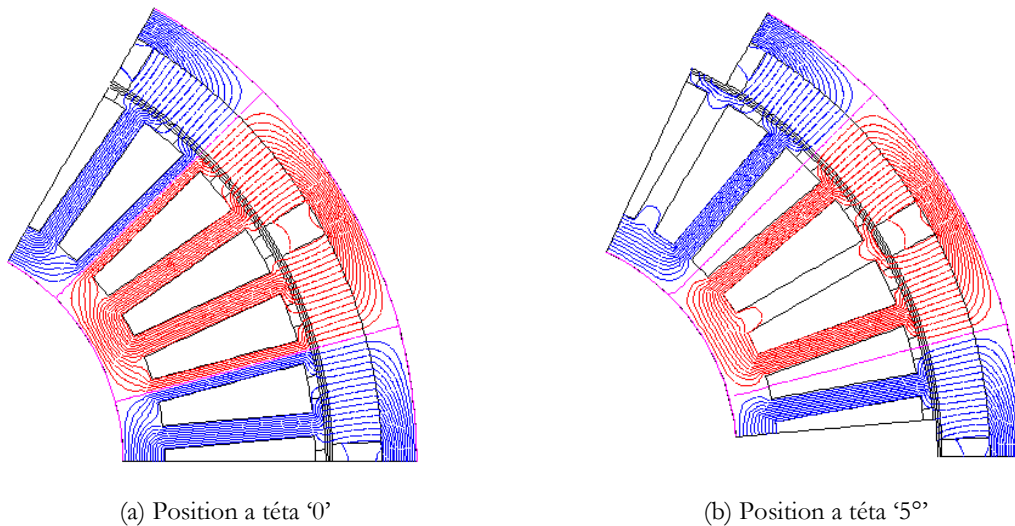 (a) Position a téta ‘0’
(b) Position a téta ‘5°’